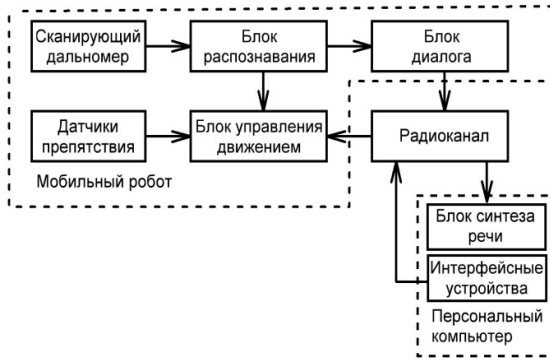 Сканирующий
дальномер
Блок
распознавания
Блок
диалога
Датчики
препятствия
Блок управления
движением
Радиоканал
Мобильный робот
Блок синтеза
речи
Интерфейсные
устройства
Персональный
компьютер